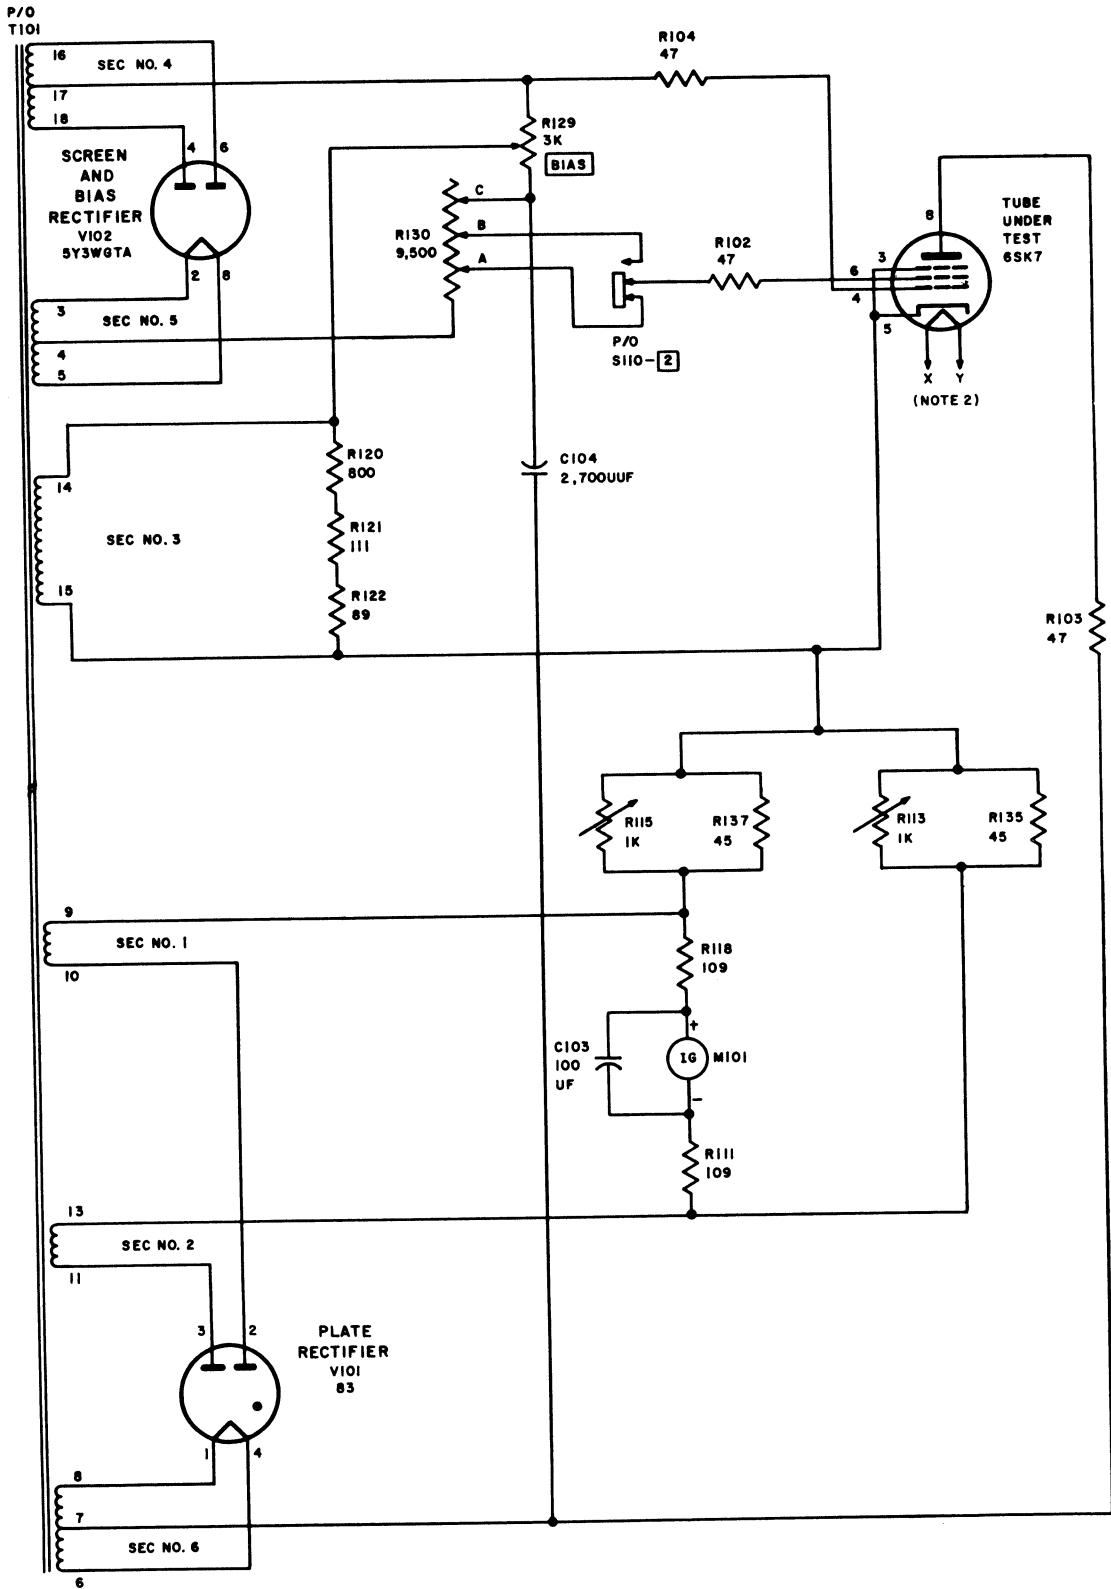 P/O
T101
16
SEC NO. 4
17
18
R104
47
4
6
R129
3K
BIAS
SCREEN
AND
BIAS
RECTIFIER
V102
5Y3WGTA
2
8
C
B
A
R130
9,500
R102
47
P/O
S110-2
8
TUBE
UNDER
TEST
6SK7
3
6
4
5
X
Y
(NOTE 2)
3
SEC NO. 5
4
5
14
SEC NO. 3
15
R120
800
R121
111
R122
89
C104
2,700UUF
R103
47
R115
1K
R137
45
R113
1K
R135
45
9
SEC NO. 1
10
R118
109
C103
100
UF
+
IG
M101
−
R111
109
13
SEC NO. 2
11
3
2
PLATE
RECTIFIER
V101
83
1
4
8
7
SEC NO. 6
6